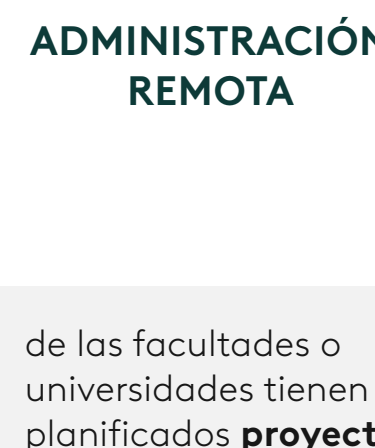 ADMINISTRACIÓN
REMOTA
de las facultades o
universidades tienen
planificados proyect